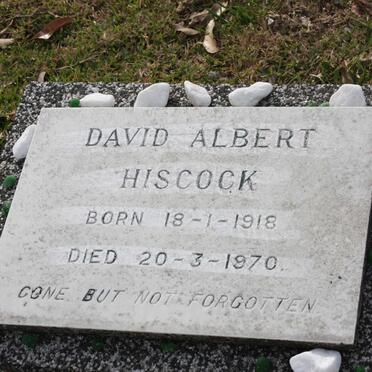 DAVID ALBERT
HISCOCK
BORN 18-1-1918
DIED 20-3-1970.
GONE BUT NOT FORGOTTEN